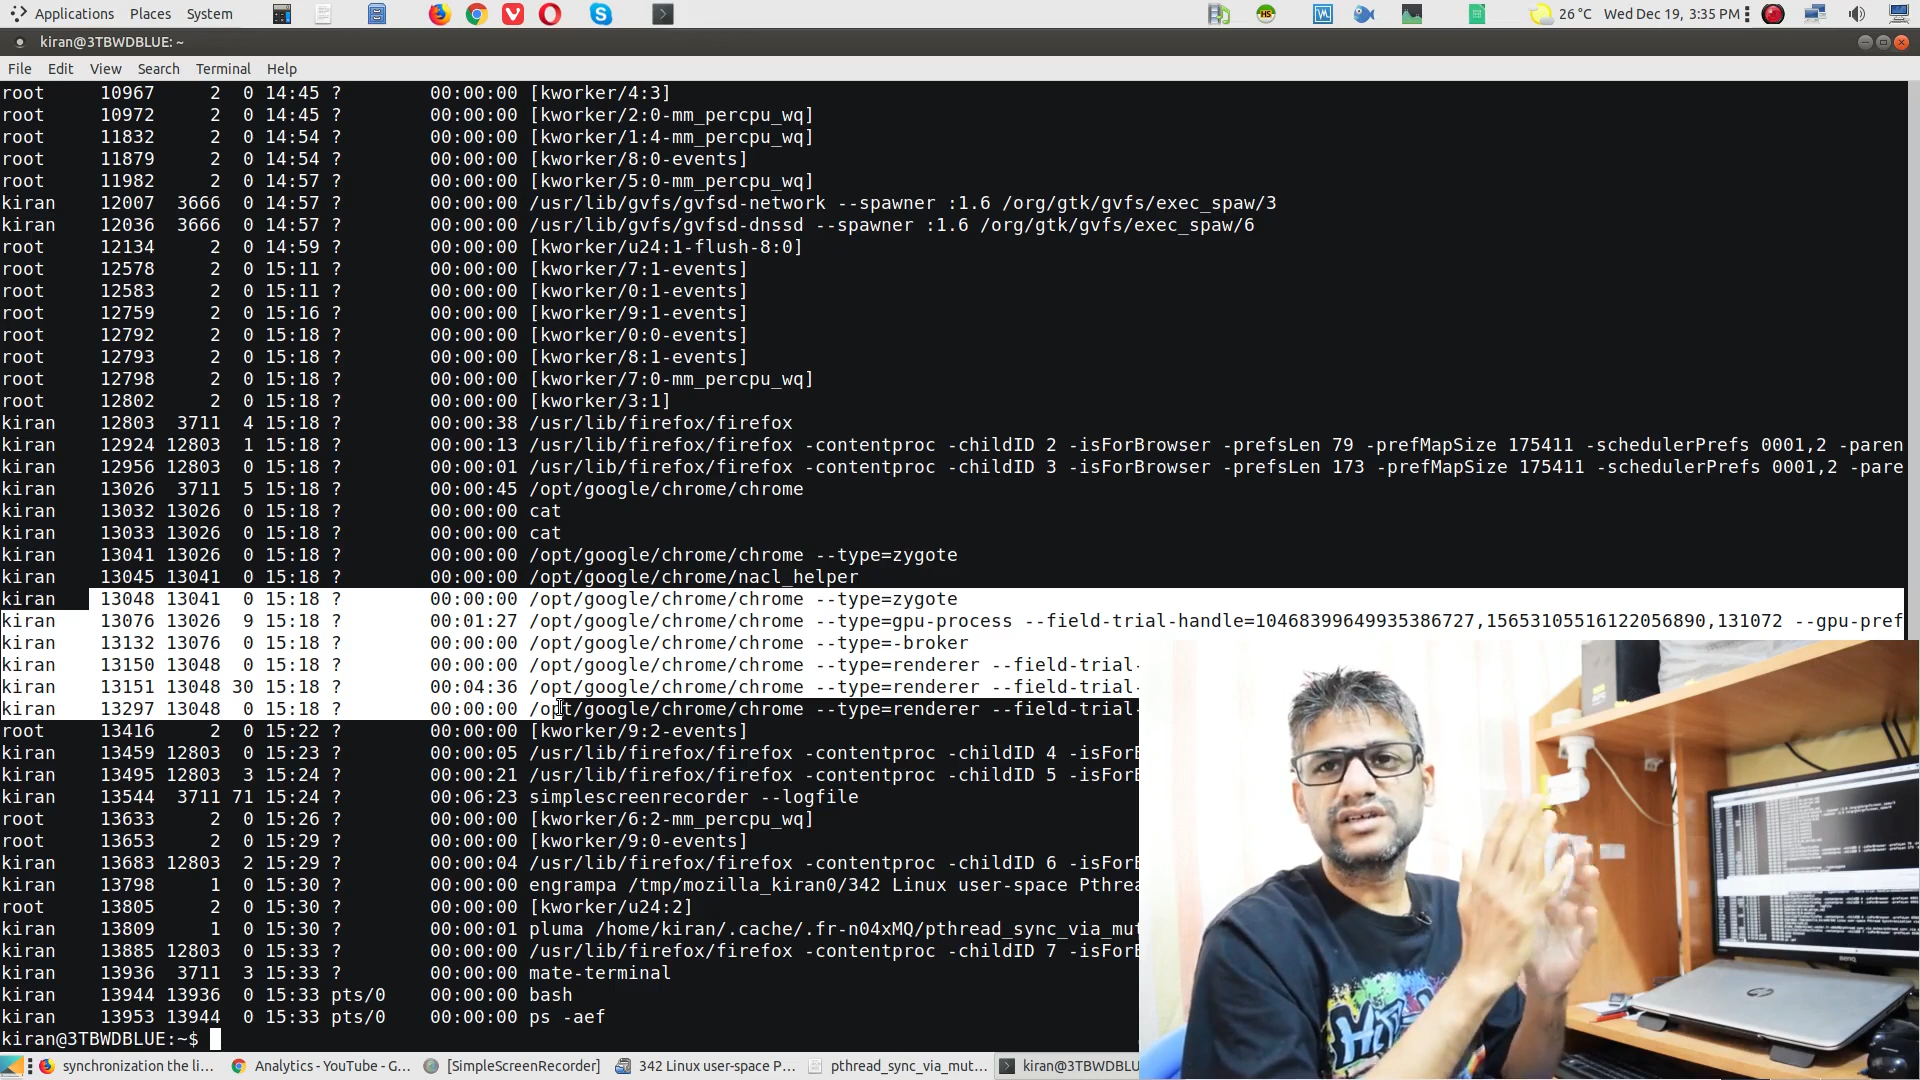 Applications Places System 26 °C Wed Dec 19, 3:35 PM
kiran@3TBWDBLUE: ~
File Edit View Search Terminal Help
root 10967 2 0 14:45 ? 00:00:00 [kworker/4:3]
root 10972 2 0 14:45 ? 00:00:00 [kworker/2:0-mm_percpu_wq]
root 11832 2 0 14:54 ? 00:00:00 [kworker/1:4-mm_percpu_wq]
root 11879 2 0 14:54 ? 00:00:00 [kworker/8:0-events]
root 11982 2 0 14:57 ? 00:00:00 [kworker/5:0-mm_percpu_wq]
kiran 12007 3666 0 14:57 ? 00:00:00 /usr/lib/gvfs/gvfsd-network --spawner :1.6 /org/gtk/gvfs/exec_spaw/3
kiran 12036 3666 0 14:57 ? 00:00:00 /usr/lib/gvfs/gvfsd-dnssd --spawner :1.6 /org/gtk/gvfs/exec_spaw/6
root 12134 2 0 14:59 ? 00:00:00 [kworker/u24:1-flush-8:0]
root 12578 2 0 15:11 ? 00:00:00 [kworker/7:1-events]
root 12583 2 0 15:11 ? 00:00:00 [kworker/0:1-events]
root 12759 2 0 15:16 ? 00:00:00 [kworker/9:1-events]
root 12792 2 0 15:18 ? 00:00:00 [kworker/0:0-events]
root 12793 2 0 15:18 ? 00:00:00 [kworker/8:1-events]
root 12798 2 0 15:18 ? 00:00:00 [kworker/7:0-mm_percpu_wq]
root 12802 2 0 15:18 ? 00:00:00 [kworker/3:1]
kiran 12803 3711 4 15:18 ? 00:00:38 /usr/lib/firefox/firefox
kiran 12924 12803 1 15:18 ? 00:00:13 /usr/lib/firefox/firefox -contentproc -childID 2 -isForBrowser -prefsLen 79 -prefMapSize 175411 -schedulerPrefs 0001,2 -paren
kiran 12956 12803 0 15:18 ? 00:00:01 /usr/lib/firefox/firefox -contentproc -childID 3 -isForBrowser -prefsLen 173 -prefMapSize 175411 -schedulerPrefs 0001,2 -pare
kiran 13026 3711 5 15:18 ? 00:00:45 /opt/google/chrome/chrome
kiran 13032 13026 0 15:18 ? 00:00:00 cat
kiran 13033 13026 0 15:18 ? 00:00:00 cat
kiran 13041 13026 0 15:18 ? 00:00:00 /opt/google/chrome/chrome --type=zygote
kiran 13045 13041 0 15:18 ? 00:00:00 /opt/google/chrome/nacl_helper
kiran 13048 13041 0 15:18 ? 00:00:00 /opt/google/chrome/chrome --type=zygote
kiran 13076 13026 9 15:18 ? 00:01:27 /opt/google/chrome/chrome --type=gpu-process --field-trial-handle=10468399649935386727,15653105516122056890,131072 --gpu-pref
kiran 13132 13076 0 15:18 ? 00:00:00 /opt/google/chrome/chrome --type=-broker
kiran 13150 13048 0 15:18 ? 00:00:00 /opt/google/chrome/chrome --type=renderer --field-trial-
kiran 13151 13048 30 15:18 ? 00:04:36 /opt/google/chrome/chrome --type=renderer --field-trial-
kiran 13297 13048 0 15:18 ? 00:00:00 /opt/google/chrome/chrome --type=renderer --field-trial-
root 13416 2 0 15:22 ? 00:00:00 [kworker/9:2-events]
kiran 13459 12803 0 15:23 ? 00:00:05 /usr/lib/firefox/firefox -contentproc -childID 4 -isForB
kiran 13495 12803 3 15:24 ? 00:00:21 /usr/lib/firefox/firefox -contentproc -childID 5 -isForB
kiran 13544 3711 71 15:24 ? 00:06:23 simplescreenrecorder --logfile
root 13633 2 0 15:26 ? 00:00:00 [kworker/6:2-mm_percpu_wq]
root 13653 2 0 15:29 ? 00:00:00 [kworker/9:0-events]
kiran 13683 12803 2 15:29 ? 00:00:04 /usr/lib/firefox/firefox -contentproc -childID 6 -isForB
kiran 13798 1 0 15:30 ? 00:00:00 engrampa /tmp/mozilla_kiran0/342 Linux user-space Pthrea
root 13805 2 0 15:30 ? 00:00:00 [kworker/u24:2]
kiran 13809 1 0 15:30 ? 00:00:01 pluma /home/kiran/.cache/.fr-n04xMQ/pthread_sync_via_mut
kiran 13885 12803 0 15:33 ? 00:00:00 /usr/lib/firefox/firefox -contentproc -childID 7 -isForB
kiran 13936 3711 3 15:33 ? 00:00:00 mate-terminal
kiran 13944 13936 0 15:33 pts/0 00:00:00 bash
kiran 13953 13944 0 15:33 pts/0 00:00:00 ps -aef
kiran@3TBWDBLUE:~$
synchronization the li... Analytics - YouTube - G... [SimpleScreenRecorder] 342 Linux user-space P... pthread_sync_via_mut... kiran@3TBWDBLU